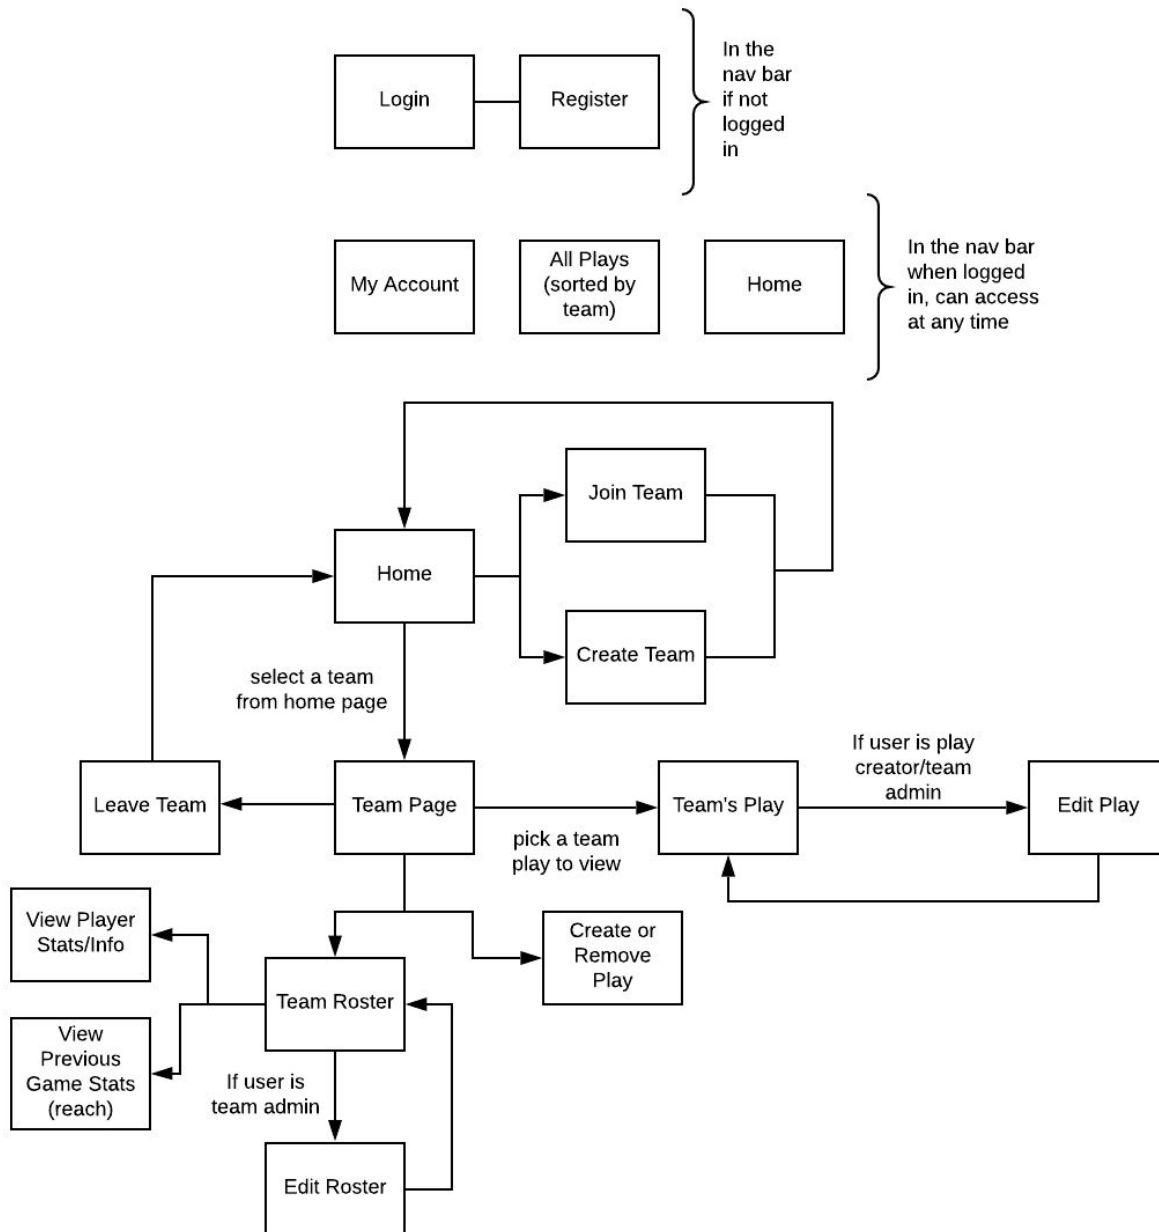 Login
Register
In the
nav bar
if not
logged
in
My Account
All Plays
(sorted by
team)
Home
In the nav bar
when logged
in, can access
at any time
Join Team
Home
Create Team
select a team
from home page
If user is play
creator/team
admin
Leave Team
Team Page
Team's Play
Edit Play
pick a team
play to view
View Player
Stats/Info
Create or
Remove
Play
Team Roster
View
Previous
Game Stats
(reach)
If user is
team admin
Edit Roster